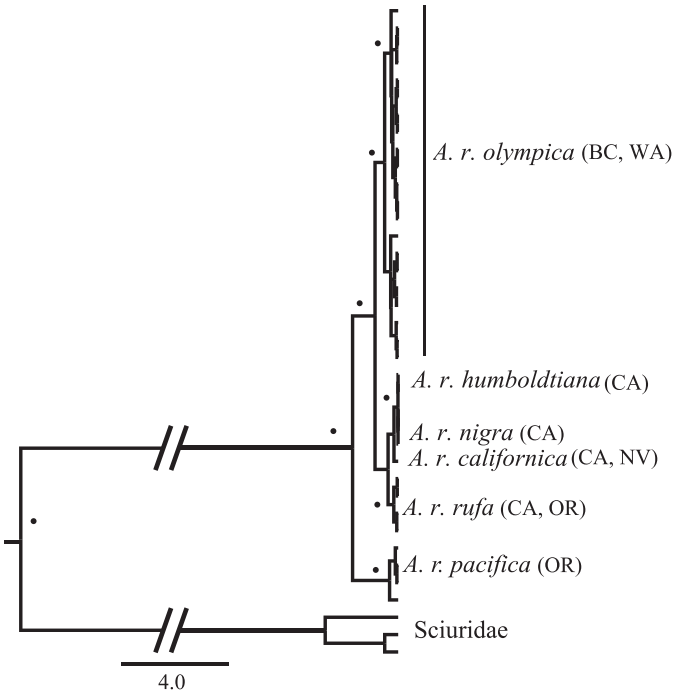 A. r. olympica (BC, WA)
A. r. humboldtiana (CA)
A. r. nigra (CA)
A. r. californica (CA, NV)
A. r. rufa (CA, OR)
A. r. pacifica (OR)
Sciuridae
4.0